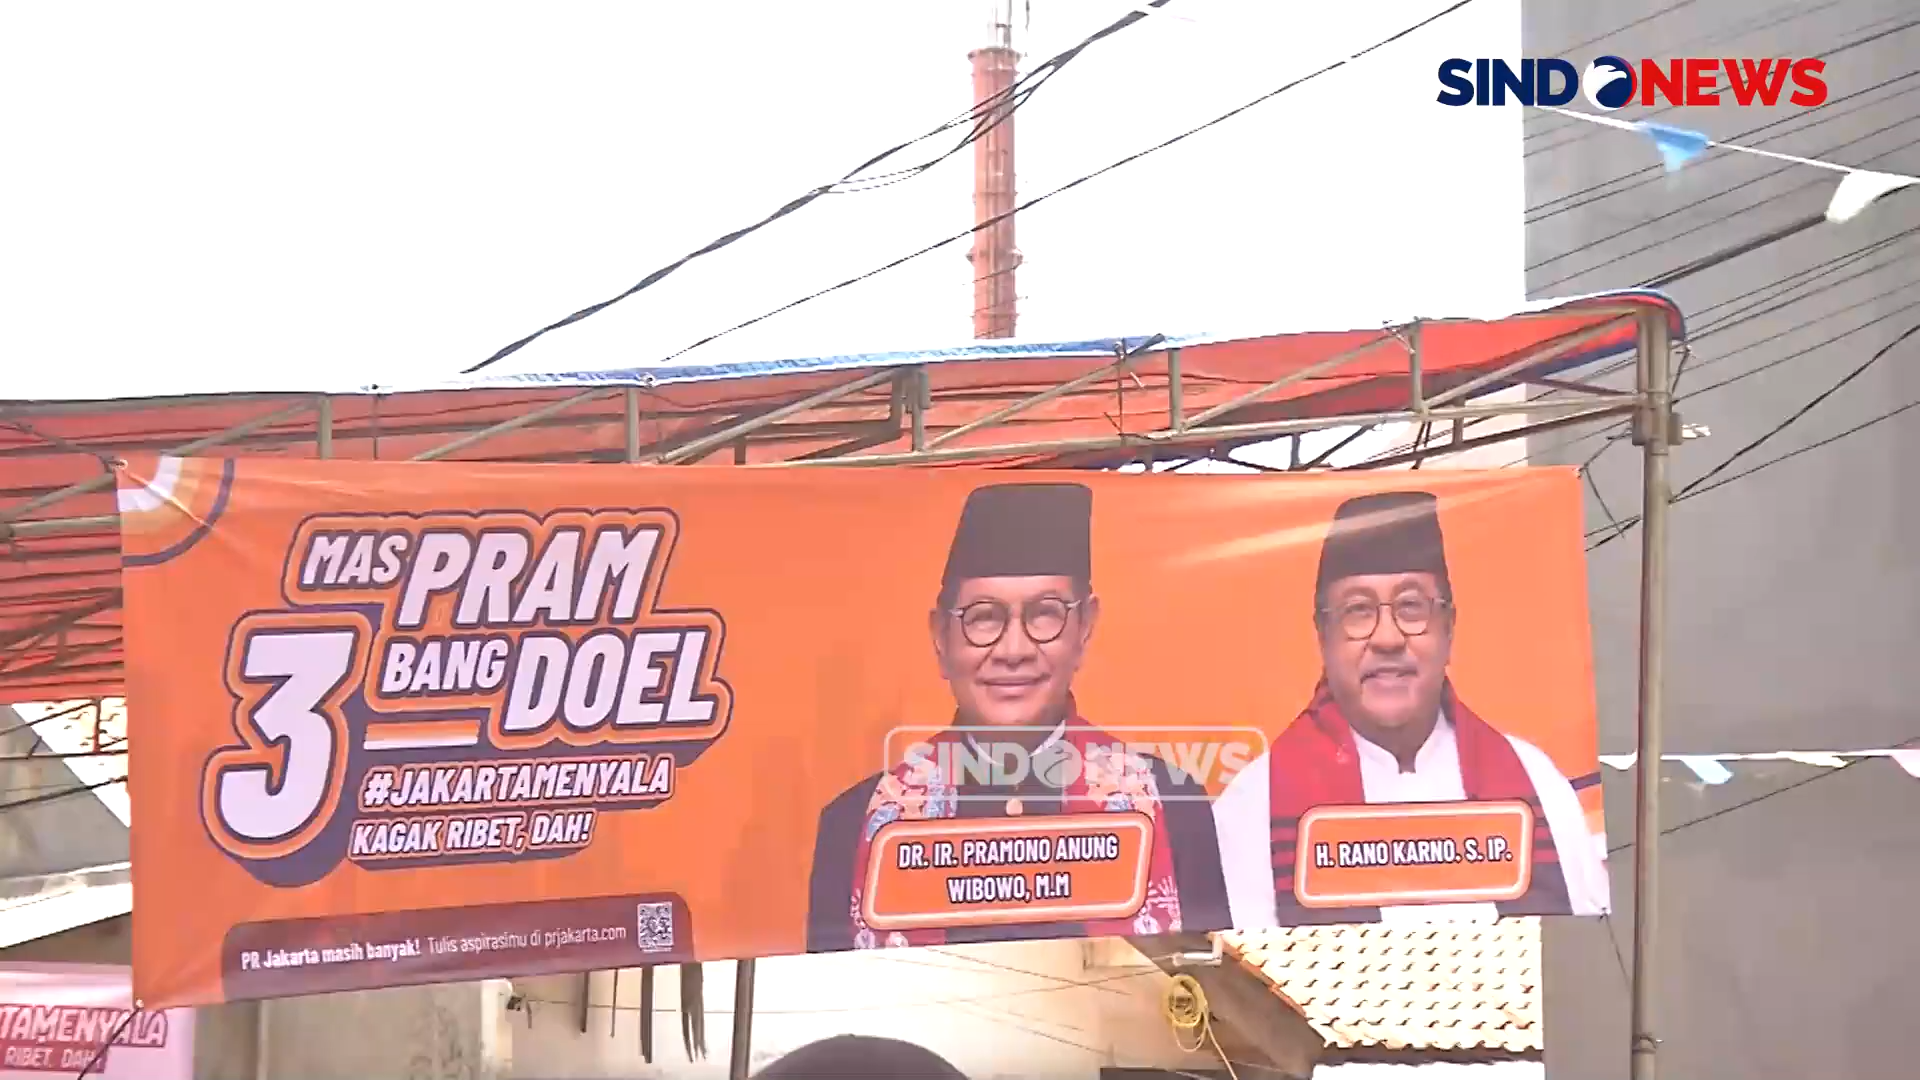 SINDONEWS
MAS PRAM
3 BANG DOEL
#JAKARTAMENYALA
KAGAK RIBET, DAH!
PR Jakarta masih banyak! Tulis aspirasimu di prjakarta.com
SINDONEWS
DR. IR. PRAMONO ANUNG
WIBOWO, M.M
H. RANO KARNO. S. IP.
TAMENYALA
RIBET, DAH!